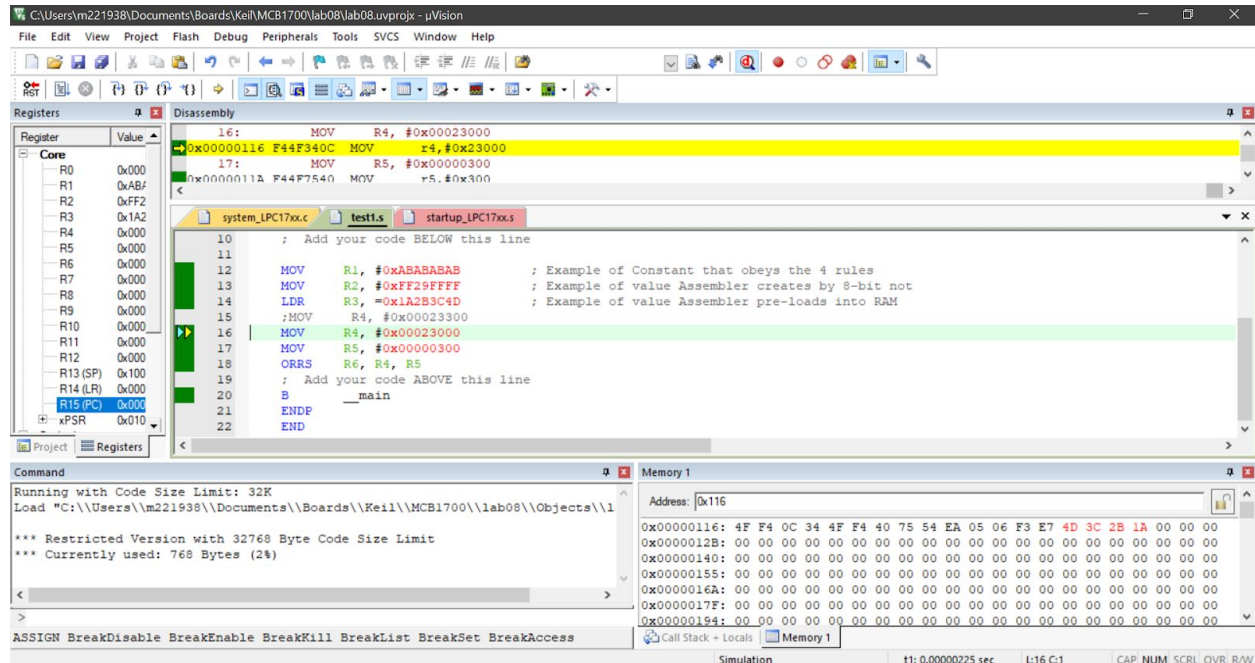 C:\Users\m221938\Documents\Boards\Keil\MCB1700\lab08\lab08.uvprojx - µVision
File Edit View Project Flash Debug Peripherals Tools SVCS Window Help
RST
Registers
Register Value
Core
R0 0x000
R1 0xABA
R2 0xFF2
R3 0x1A2
R4 0x000
R5 0x000
R6 0x000
R7 0x000
R8 0x000
R9 0x000
R10 0x000
R11 0x000
R12 0x000
R13 (SP) 0x100
R14 (LR) 0x000
R15 (PC) 0x000
xPSR 0x010
Project Registers
Disassembly
16: MOV R4, #0x00023000
0x00000116 F44F340C MOV r4,#0x23000
17: MOV R5, #0x00000300
0x0000011A F44F7540 MOV r5,#0x300
system_LPC17xx.c test1.s startup_LPC17xx.s
10 ; Add your code BELOW this line
11
12 MOV R1, #0xABABABAB ; Example of Constant that obeys the 4 rules
13 MOV R2, #0xFF29FFFF ; Example of value Assembler creates by 8-bit not
14 LDR R3, =0x1A2B3C4D ; Example of value Assembler pre-loads into RAM
15 ;MOV R4, #0x00023300
16 MOV R4, #0x00023000
17 MOV R5, #0x00000300
18 ORRS R6, R4, R5
19 ; Add your code ABOVE this line
20 B __main
21 ENDP
22 END
Command
Running with Code Size Limit: 32K
Load "C:\\Users\\m221938\\Documents\\Boards\\Keil\\MCB1700\\lab08\\Objects\\l
*** Restricted Version with 32768 Byte Code Size Limit
*** Currently used: 768 Bytes (2%)
>
ASSIGN BreakDisable BreakEnable BreakKill BreakList BreakSet BreakAccess
Memory 1
Address: 0x116
0x00000116: 4F F4 0C 34 4F F4 40 75 54 EA 05 06 F3 E7 4D 3C 2B 1A 00 00 00
0x0000012B: 00 00 00 00 00 00 00 00 00 00 00 00 00 00 00 00 00 00 00 00 00
0x00000140: 00 00 00 00 00 00 00 00 00 00 00 00 00 00 00 00 00 00 00 00 00
0x00000155: 00 00 00 00 00 00 00 00 00 00 00 00 00 00 00 00 00 00 00 00 00
0x0000016A: 00 00 00 00 00 00 00 00 00 00 00 00 00 00 00 00 00 00 00 00 00
0x0000017F: 00 00 00 00 00 00 00 00 00 00 00 00 00 00 00 00 00 00 00 00 00
0x00000194: 00 00 00 00 00 00 00 00 00 00 00 00 00 00 00 00 00 00 00 00 00
Call Stack + Locals Memory 1
Simulation t1: 0.00000225 sec L:16 C:1 CAP NUM SCRL OVR R/W